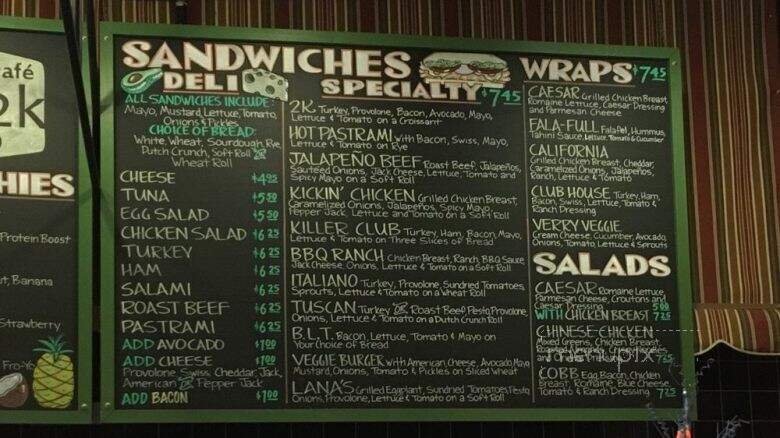 afé
2k
HIES
Protein Boost
Banana
Strawberry
SANDWICHES
DELI
ALL SANDWICHES INCLUDE:
Mayo, Mustard, Lettuce, Tomato,
Onions & Pickles
CHOICE OF BREAD:
White, Wheat, Sourdough, Rye,
Dutch Crunch, Soft Roll OR
Wheat Roll
CHEESE $4.95
TUNA $5.50
EGG SALAD $5.50
CHICKEN SALAD $6.25
TURKEY $6.25
HAM $6.25
SALAMI $6.25
ROAST BEEF $6.25
PASTRAMI $6.25
ADD AVOCADO $1.00
ADD CHEESE $1.00
Provolone, Swiss, Cheddar, Jack,
American OR Pepper Jack
ADD BACON $1.00
SPECIALTY $7.45
2K Turkey, Provolone, Bacon, Avocado, Mayo,
Lettuce & Tomato on a Croissant
HOT PASTRAMI with Bacon, Swiss, Mayo,
Lettuce & Tomato on Rye
JALAPEÑO BEEF Roast Beef, Jalapeños,
Sauteed Onions, Jack Cheese, Lettuce, Tomato and
Spicy Mayo on a Soft Roll
KICKIN' CHICKEN Grilled Chicken Breast,
Caramelized Onions, Jalapeños, Spicy Mayo,
Pepper Jack, Lettuce and Tomato on a Soft Roll
KILLER CLUB Turkey, Ham, Bacon, Mayo,
Lettuce & Tomato on Three Slices of Bread
BBQ RANCH Chicken Breast, Ranch, BBQ Sauce
Jack Cheese, Onions, Lettuce & Tomato on a Soft Roll
ITALIANO Turkey, Provolone, Sundried Tomatoes,
Sprouts, Lettuce & Tomato on a Wheat Roll
TUSCAN Turkey OR Roast Beef, Pesto, Provolone,
Onions, Lettuce & Tomato on a Dutch Crunch Roll
B.L.T. Bacon, Lettuce, Tomato & Mayo on
Your Choice of Bread
VEGGIE BURGER with American Cheese, Avocado, Mayo
Mustard, Onions, Tomato & Pickles on Sliced Wheat
LANA'S Grilled Eggplant, Sundried Tomatoes, Pesto
Onions, Provolone, Lettuce & Tomato on a Soft Roll
WRAPS $7.45
CAESAR Grilled Chicken Breast,
Romaine Lettuce, Caesar Dressing
and Parmesan Cheese
FALA-FULL Falafel, Hummus,
Tahini Sauce, Lettuce, Tomato & Cucumber
CALIFORNIA
Grilled Chicken Breast, Cheddar,
Caramelized Onions, Jalapeños,
Ranch, Lettuce & Tomato
CLUB HOUSE Turkey, Ham,
Bacon, Swiss, Lettuce, Tomato &
Ranch Dressing
VERRY VEGGIE
Cream Cheese, Cucumber, Avocado,
Onions, Tomato, Lettuce & Sprouts
SALADS
CAESAR Romaine Lettuce,
Parmesan Cheese, Croutons and
Caesar Dressing 5.00
WITH CHICKEN BREAST 7.25
CHINESE CHICKEN
Mixed Greens, Chicken Breast,
Roasted Almonds, Crispy Noodles
and 7.25
COBB Egg, Bacon, Chicken
Breast, Romaine, Blue Cheese,
Tomato & Ranch 7.25